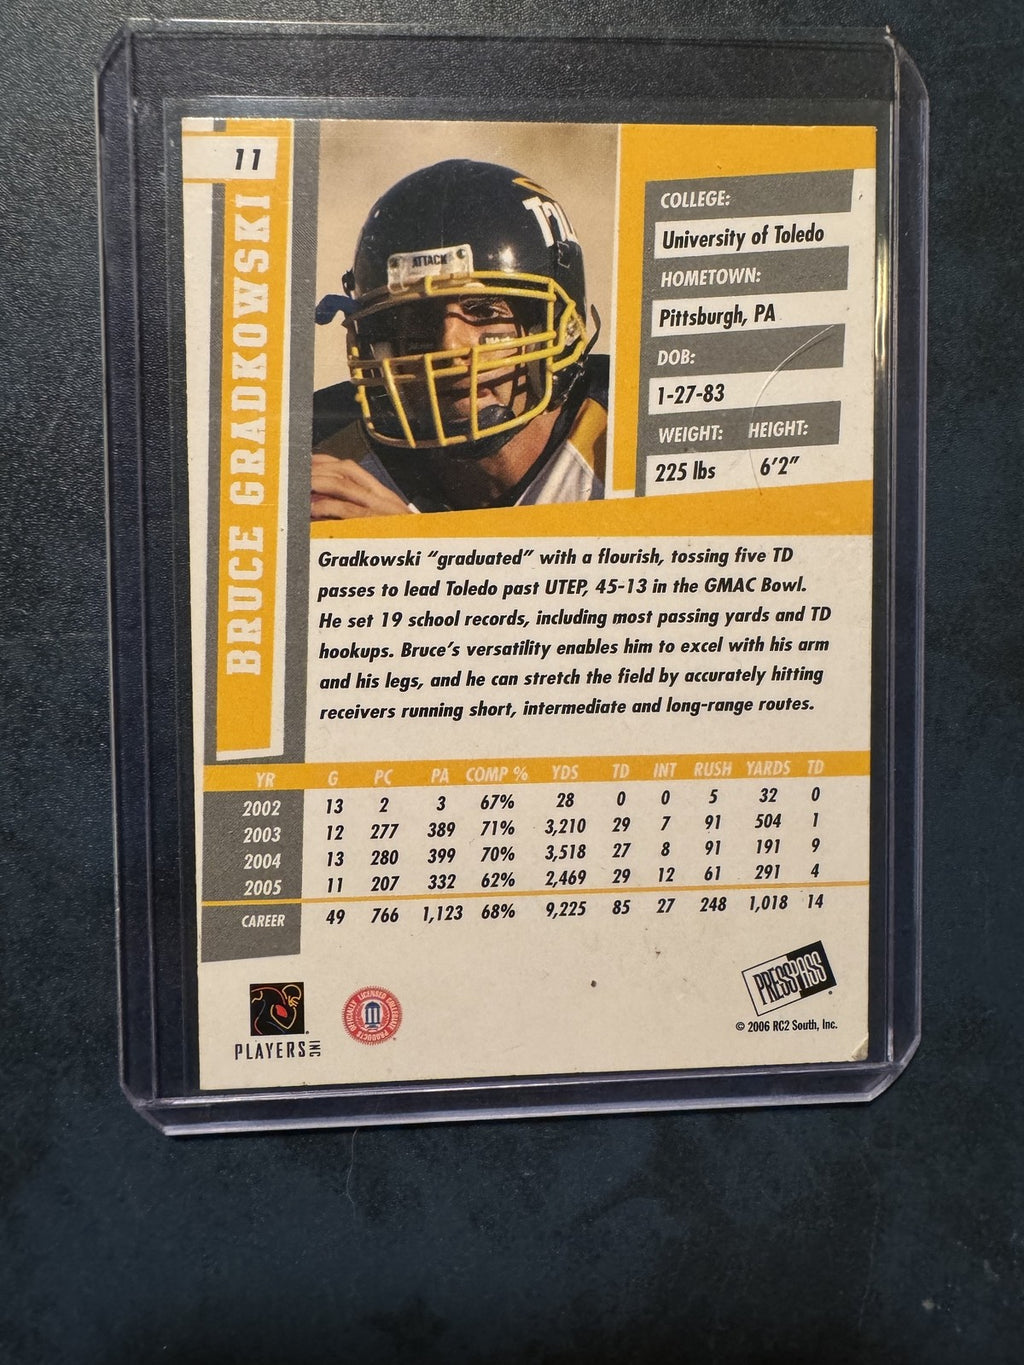 11
BRUCE GRADKOWSKI
ATTACK
COLLEGE:
University of Toledo
HOMETOWN:
Pittsburgh, PA
DOB:
1-27-83
WEIGHT: HEIGHT:
225 lbs 6'2"
Gradkowski "graduated" with a flourish, tossing five TD
passes to lead Toledo past UTEP, 45-13 in the GMAC Bowl.
He set 19 school records, including most passing yards and TD
hookups. Bruce's versatility enables him to excel with his arm
and his legs, and he can stretch the field by accurately hitting
receivers running short, intermediate and long-range routes.
YR G PC PA COMP % YDS TD INT RUSH YARDS TD
2002 13 2 3 67% 28 0 0 5 32 0
2003 12 277 389 71% 3,210 29 7 91 504 1
2004 13 280 399 70% 3,518 27 8 91 191 9
2005 11 207 332 62% 2,469 29 12 61 291 4
CAREER 49 766 1,123 68% 9,225 85 27 248 1,018 14
PLAYERS INC
OFFICIALLY LICENSED COLLEGIATE PRODUCTS
PRESS PASS
© 2006 RC2 South, Inc.